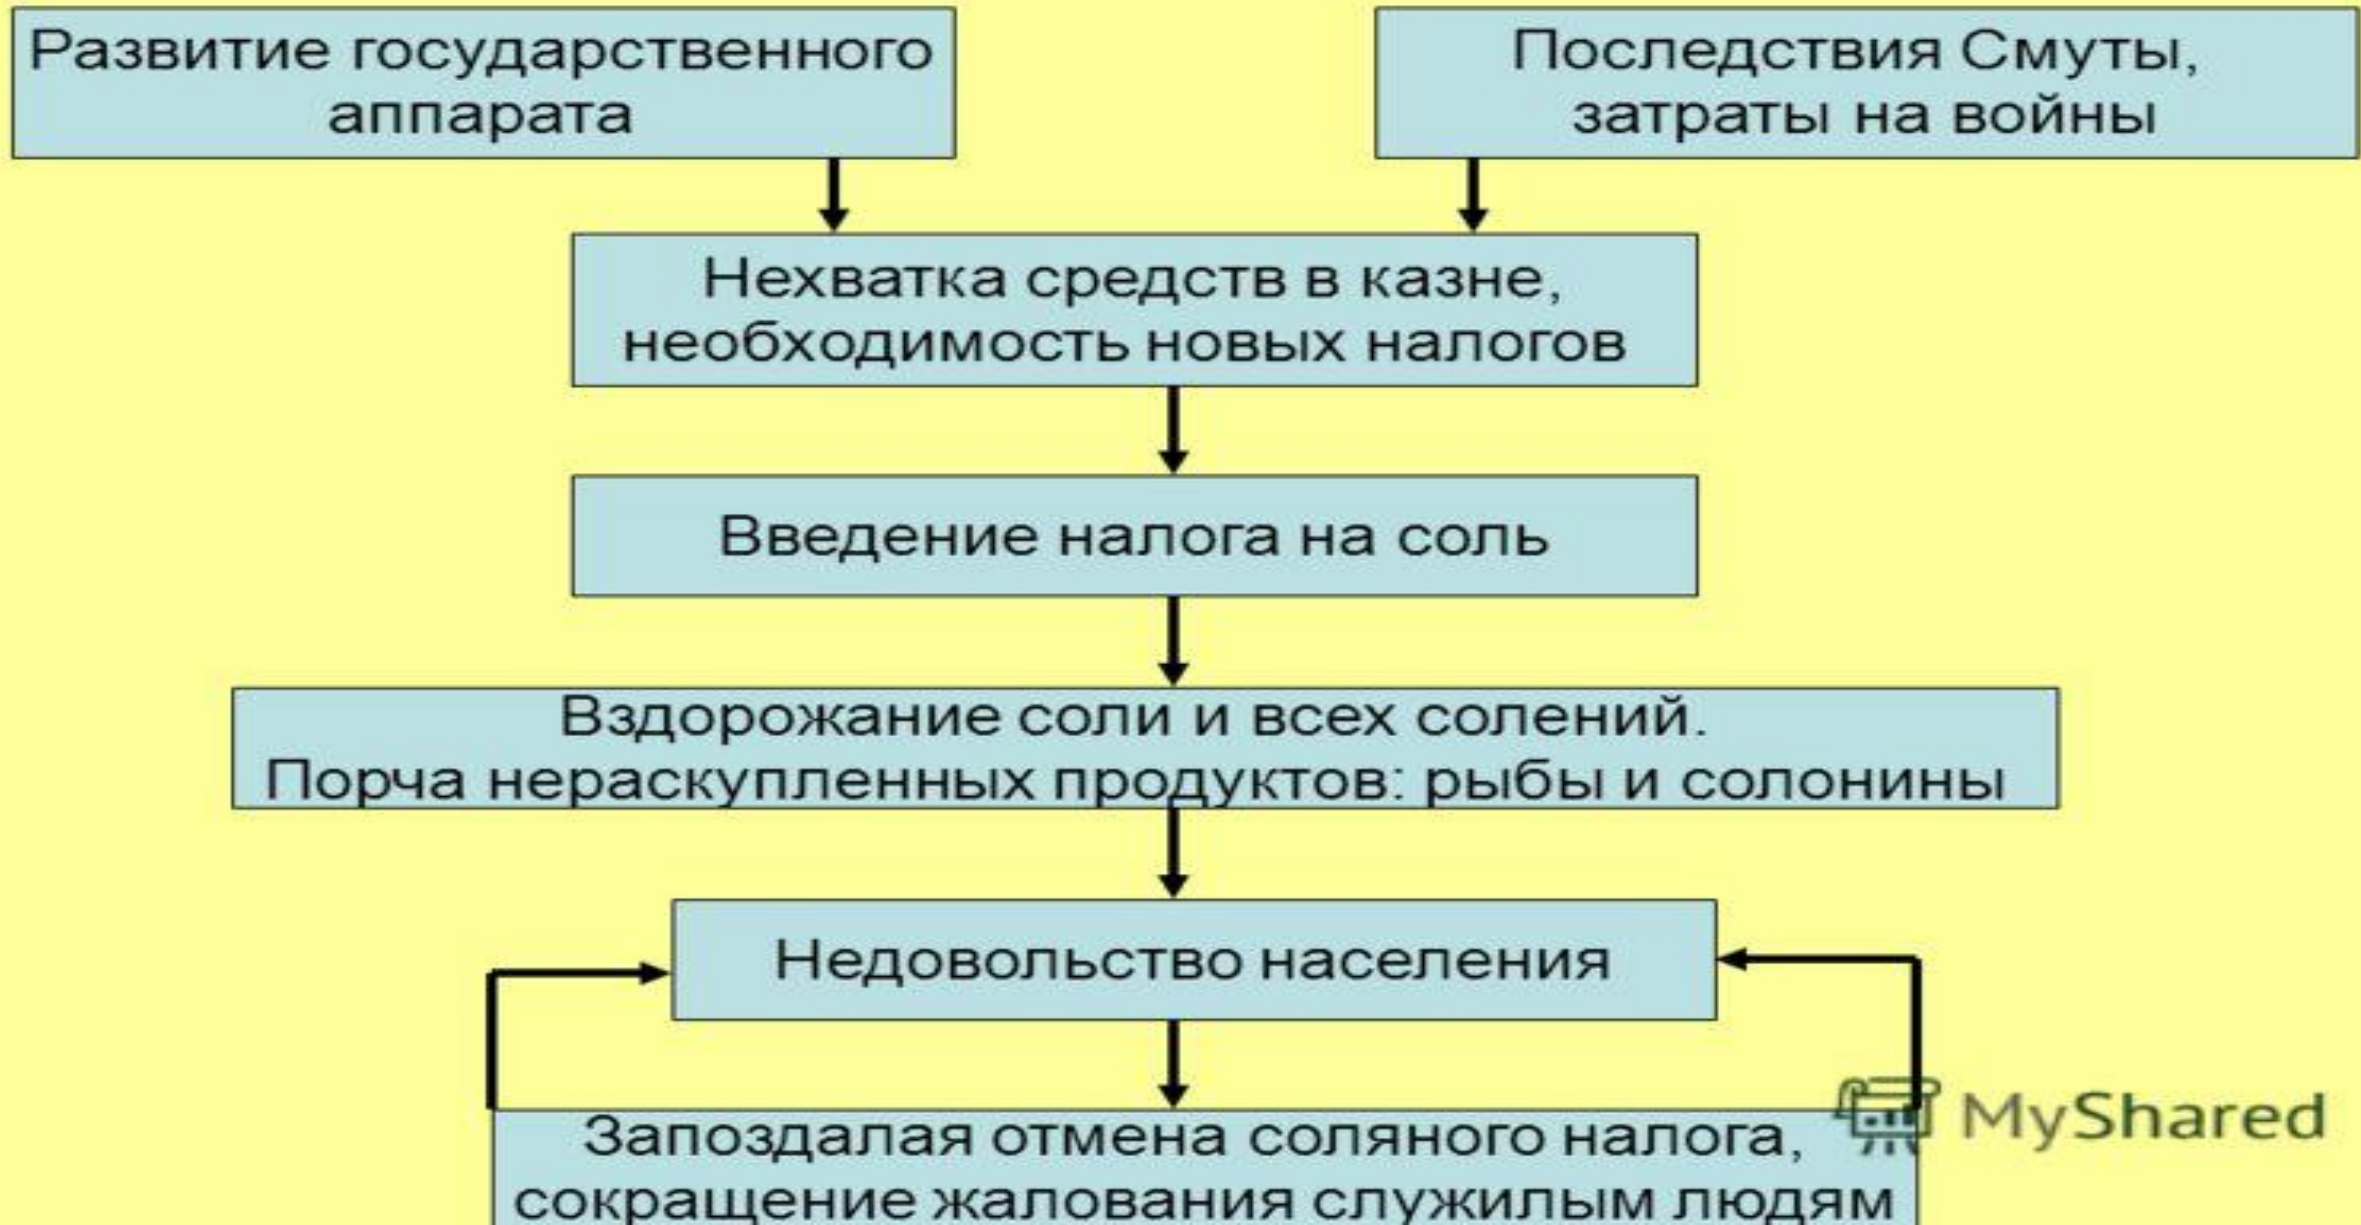 Развитие государственного
аппарата
Последствия Смуты,
затраты на войны
Нехватка средств в казне,
необходимость новых налогов
Введение налога на соль
Вздорожание соли и всех солений.
Порча нераскупленных продуктов: рыбы и солонины
Недовольство населения
Запоздалая отмена соляного налога,
сокращение жалования служилым людям
MyShared